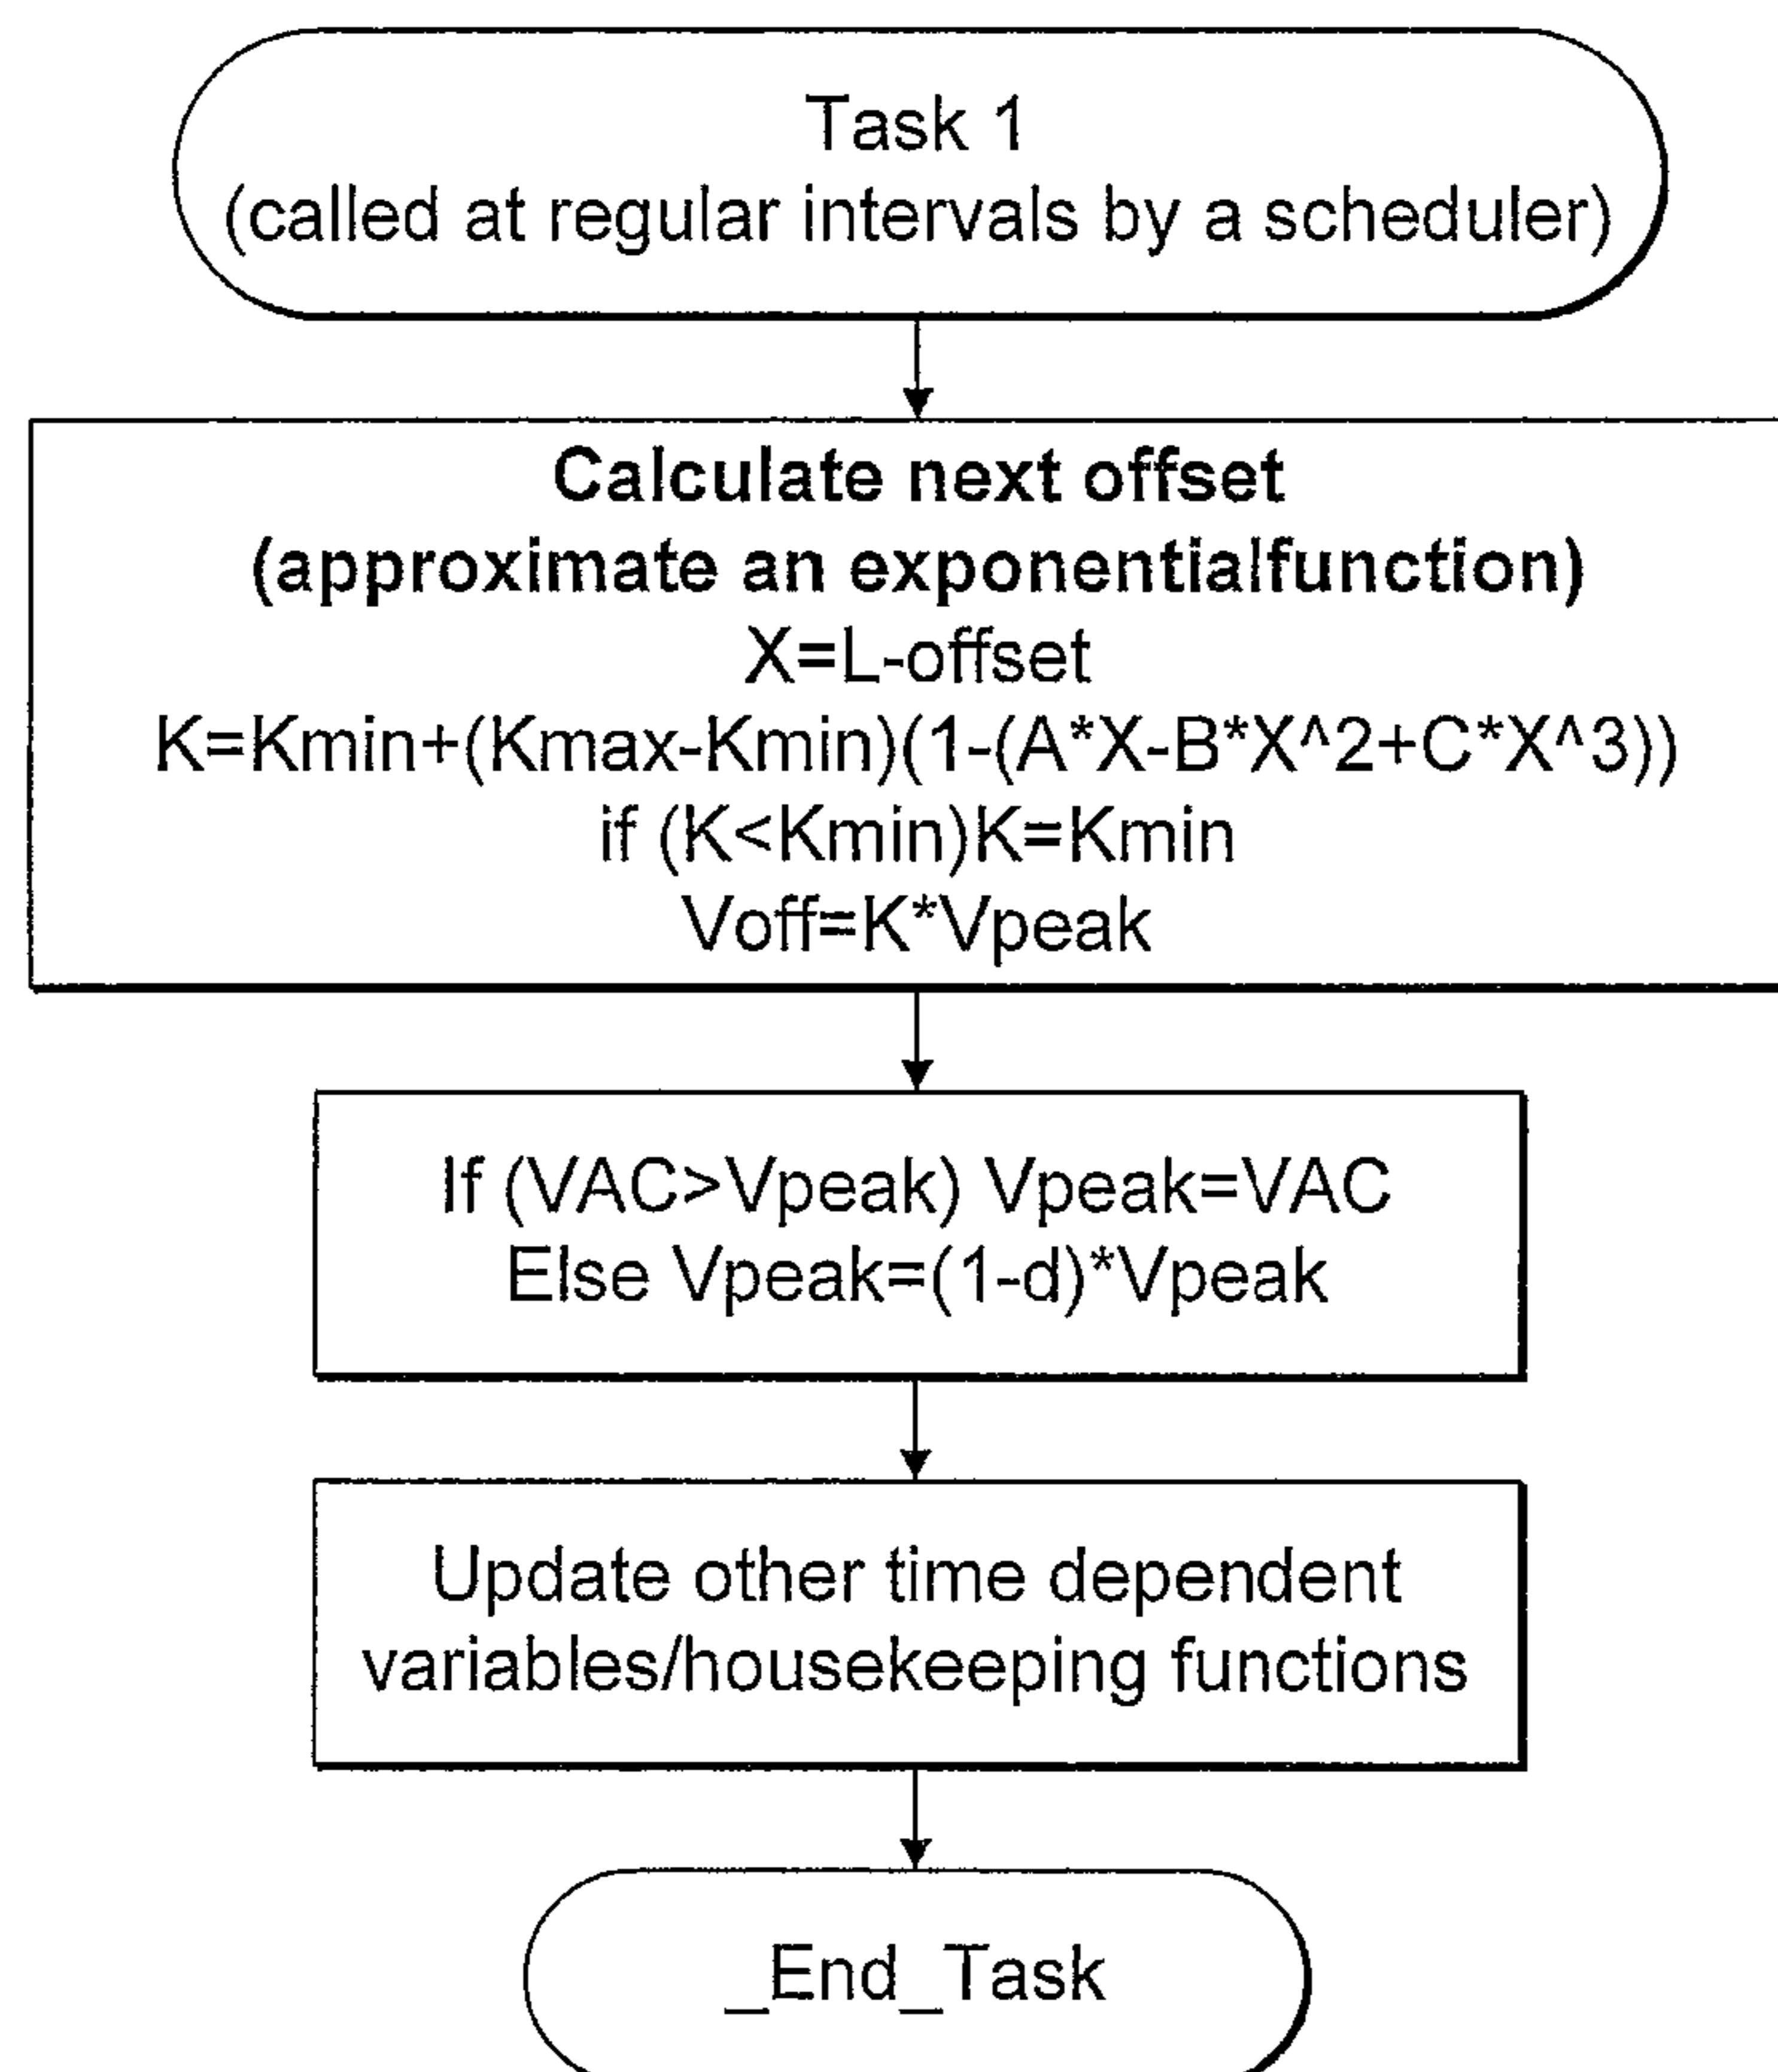 Task 1
(called at regular intervals by a scheduler)
Calculate next offset
(approximate an exponentialfunction)
X=L-offset
K=Kmin+(Kmax-Kmin)(1-(A*X-B*X^2+C*X^3))
if (K<Kmin)K=Kmin
Voff=K*Vpeak
If (VAC>Vpeak) Vpeak=VAC
Else Vpeak=(1-d)*Vpeak
Update other time dependent
variables/housekeeping functions
_End_Task